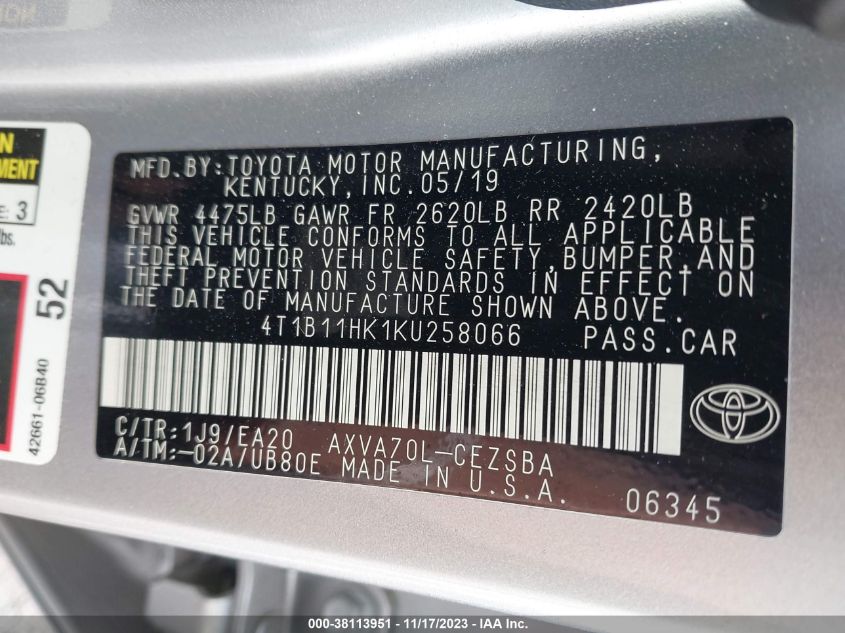 MFD.BY:TOYOTA MOTOR MANUFACTURING,
KENTUCKY,INC.05/19
GVWR 4475LB GAWR FR 2620LB RR 2420LB
THIS VEHICLE CONFORMS TO ALL APPLICABLE
FEDERAL MOTOR VEHICLE SAFETY,BUMPER,AND
THEFT PREVENTION STANDARDS IN EFFECT ON
THE DATE OF MANUFACTURE SHOWN ABOVE.
4T1B11HK1KU258066 PASS.CAR
C/TR:1J9/EA20 AXVA70L-CEZSBA
A/TM:-02A/UB80E MADE IN U.S.A. 06345
3
lbs.
52
42661-06B40
000-38113951 — 11/17/2023 — IAA Inc.